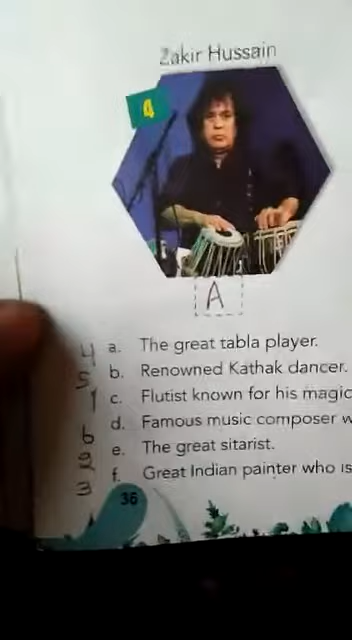 Zakir Hussain
4
A
4 a. The great tabla player.
5 b. Renowned Kathak dancer.
1 c. Flutist known for his magic
6 d. Famous music composer w
2 e. The great sitarist.
3 f. Great Indian painter who is
36